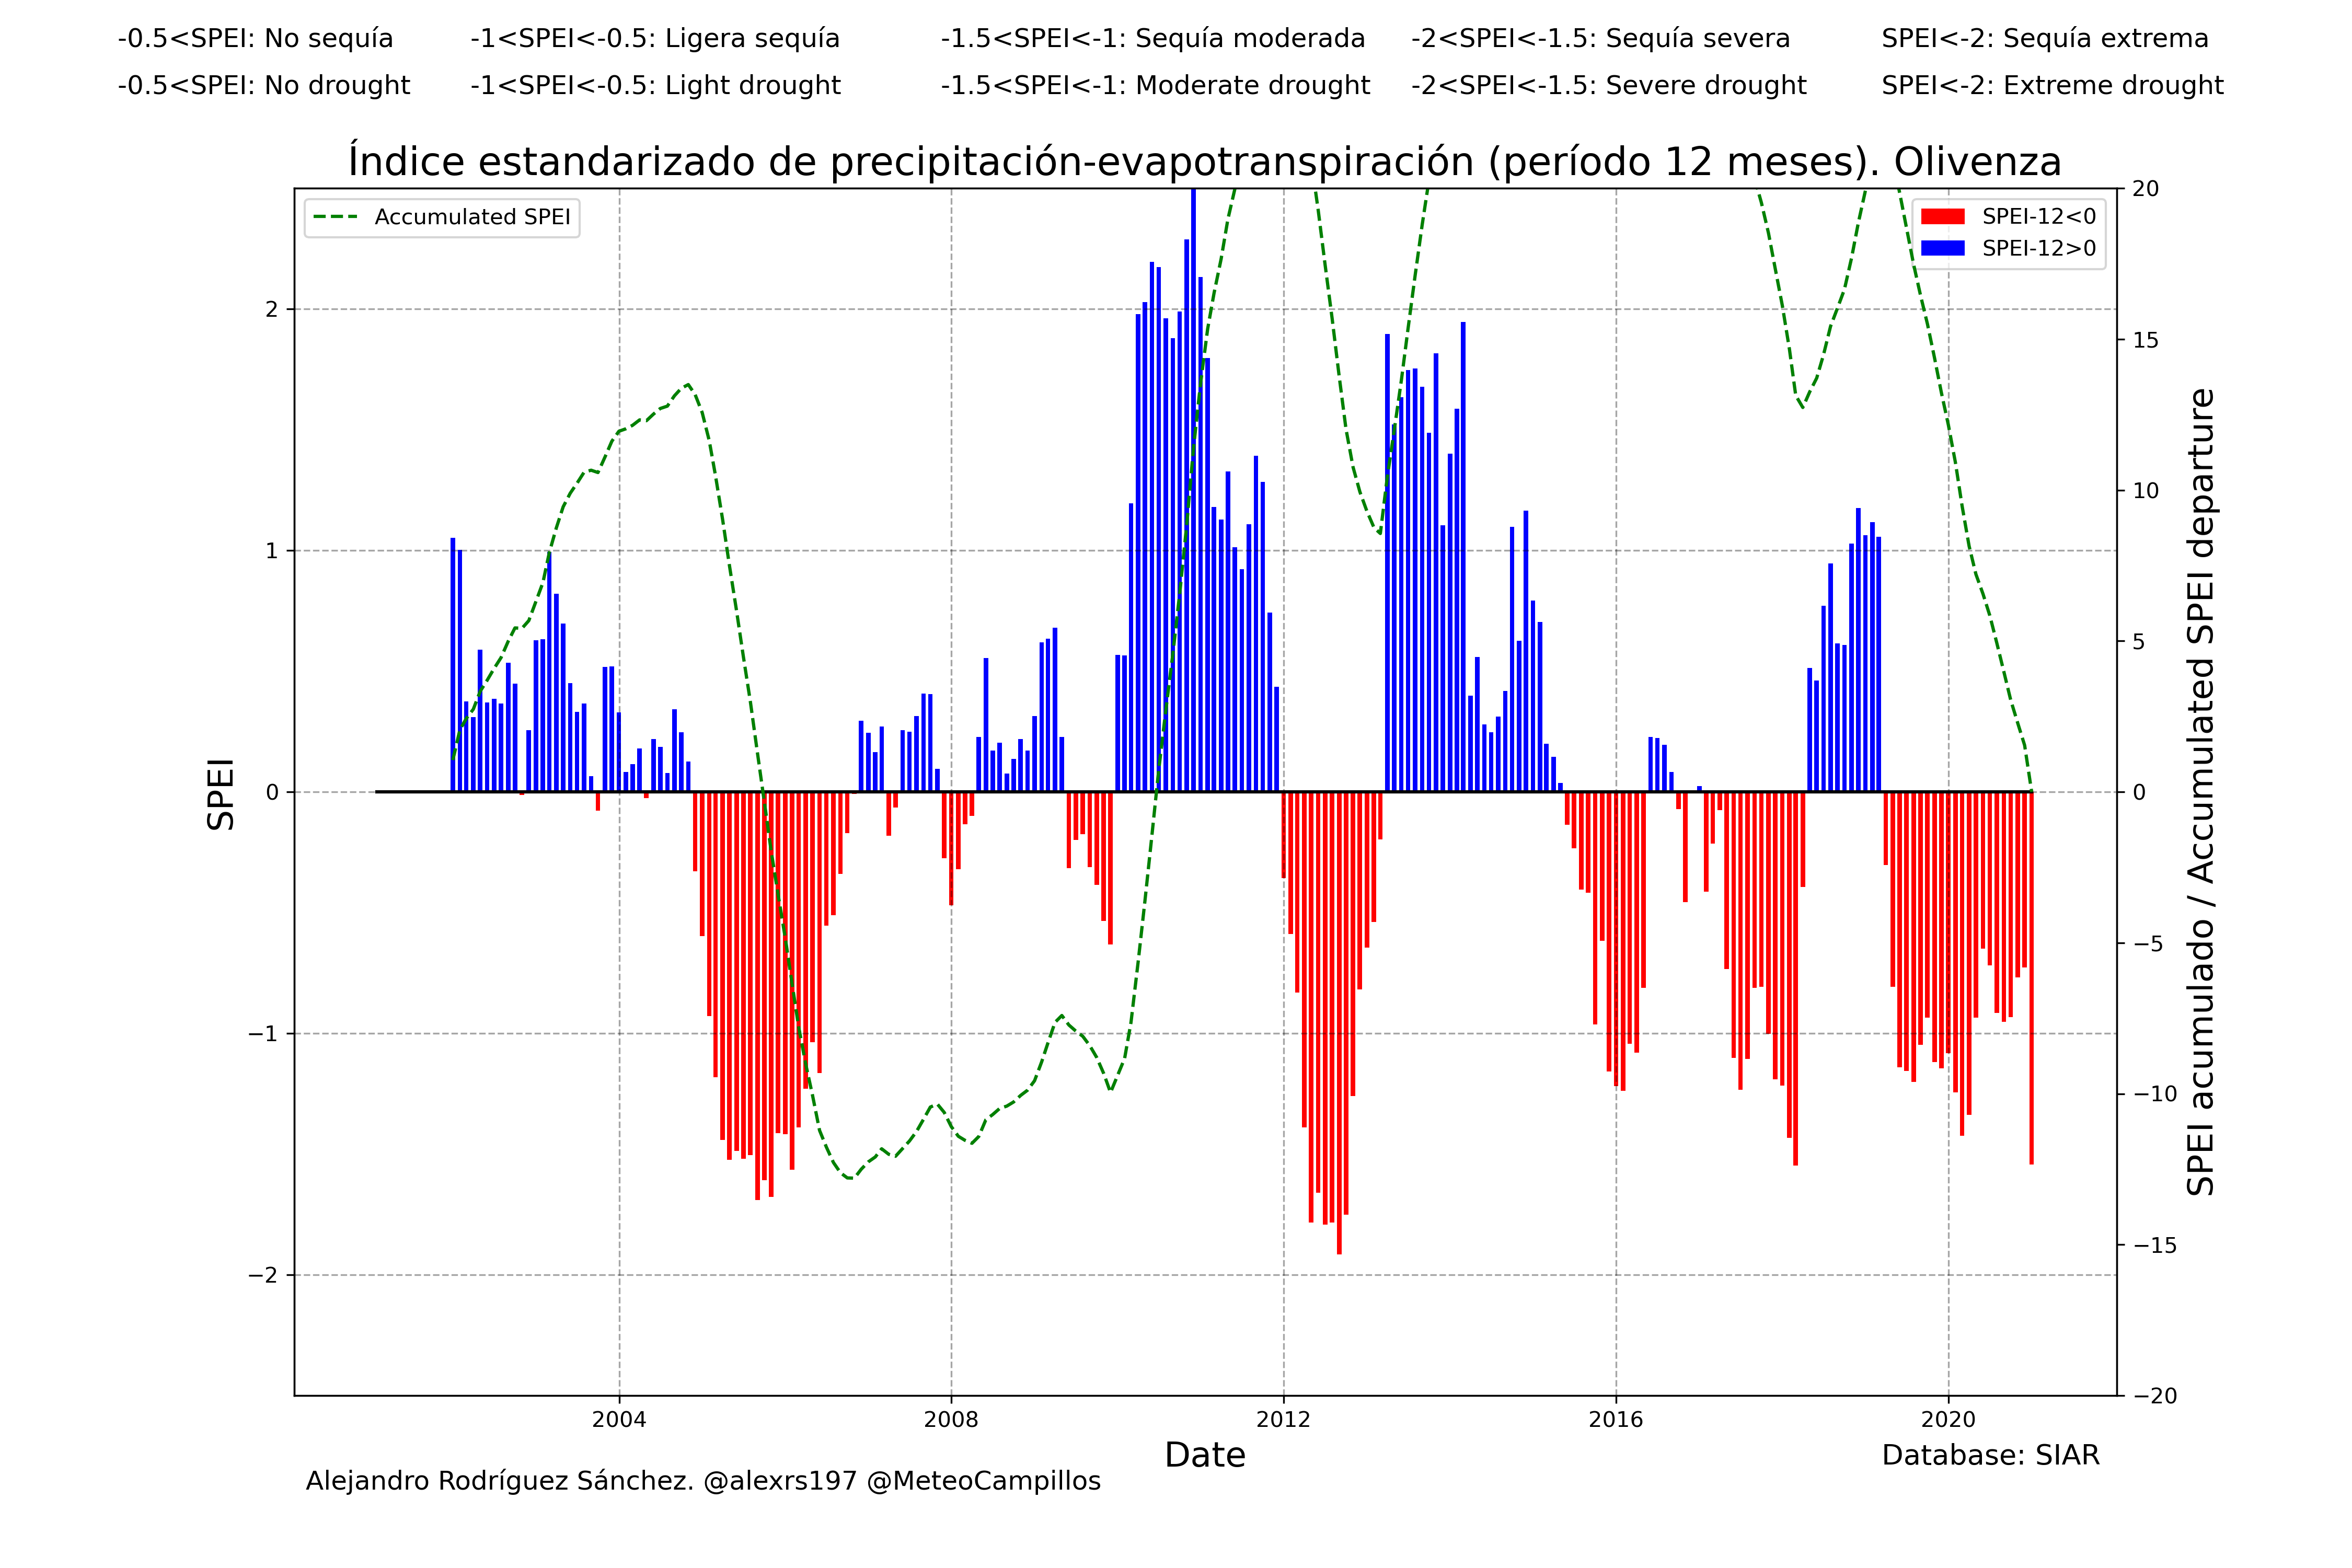 -0.5<SPEI: No sequía
-1<SPEI<-0.5: Ligera sequía
-1.5<SPEI<-1: Sequía moderada
-2<SPEI<-1.5: Sequía severa
SPEI<-2: Sequía extrema
-0.5<SPEI: No drought
-1<SPEI<-0.5: Light drought
-1.5<SPEI<-1: Moderate drought
-2<SPEI<-1.5: Severe drought
SPEI<-2: Extreme drought
Índice estandarizado de precipitación-evapotranspiración (período 12 meses). Olivenza
Accumulated SPEI
SPEI-12<0
SPEI-12>0
SPEI
2
1
0
−1
−2
20
15
10
5
0
−5
−10
−15
−20
SPEI acumulado / Accumulated SPEI departure
2004
2008
2012
2016
2020
Date
Database: SIAR
Alejandro Rodríguez Sánchez. @alexrs197 @MeteoCampillos